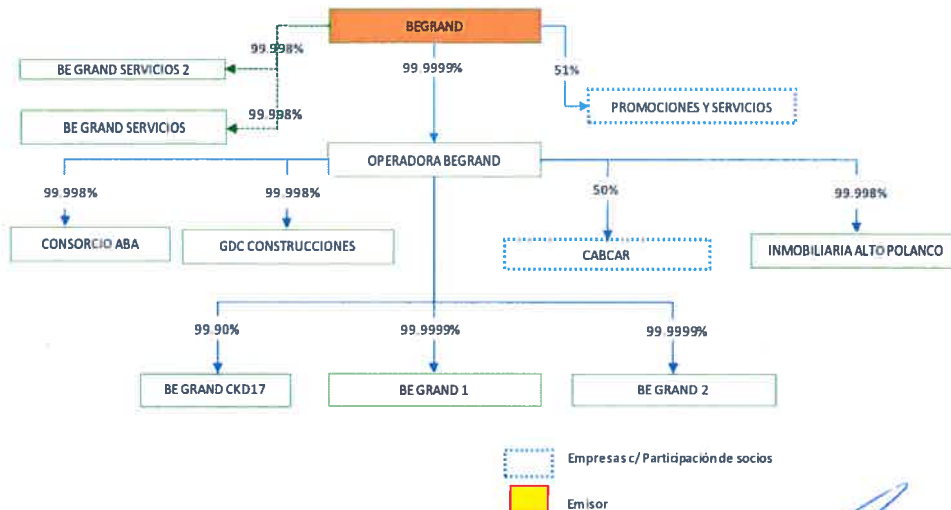 BEGRAND
99.998%
BE GRAND SERVICIOS 2
99.9999%
51%
PROMOCIONES Y SERVICIOS
99.998%
BE GRAND SERVICIOS
OPERADORA BEGRAND
99.998%
99.998%
50%
99.998%
CONSORCIO ABA
GDC CONSTRUCCIONES
CABCAR
INMOBILIARIA ALTO POLANCO
99.90%
99.9999%
99.9999%
BE GRAND CKD17
BE GRAND 1
BE GRAND 2
Empresas c/ Participación de socios
Emisor